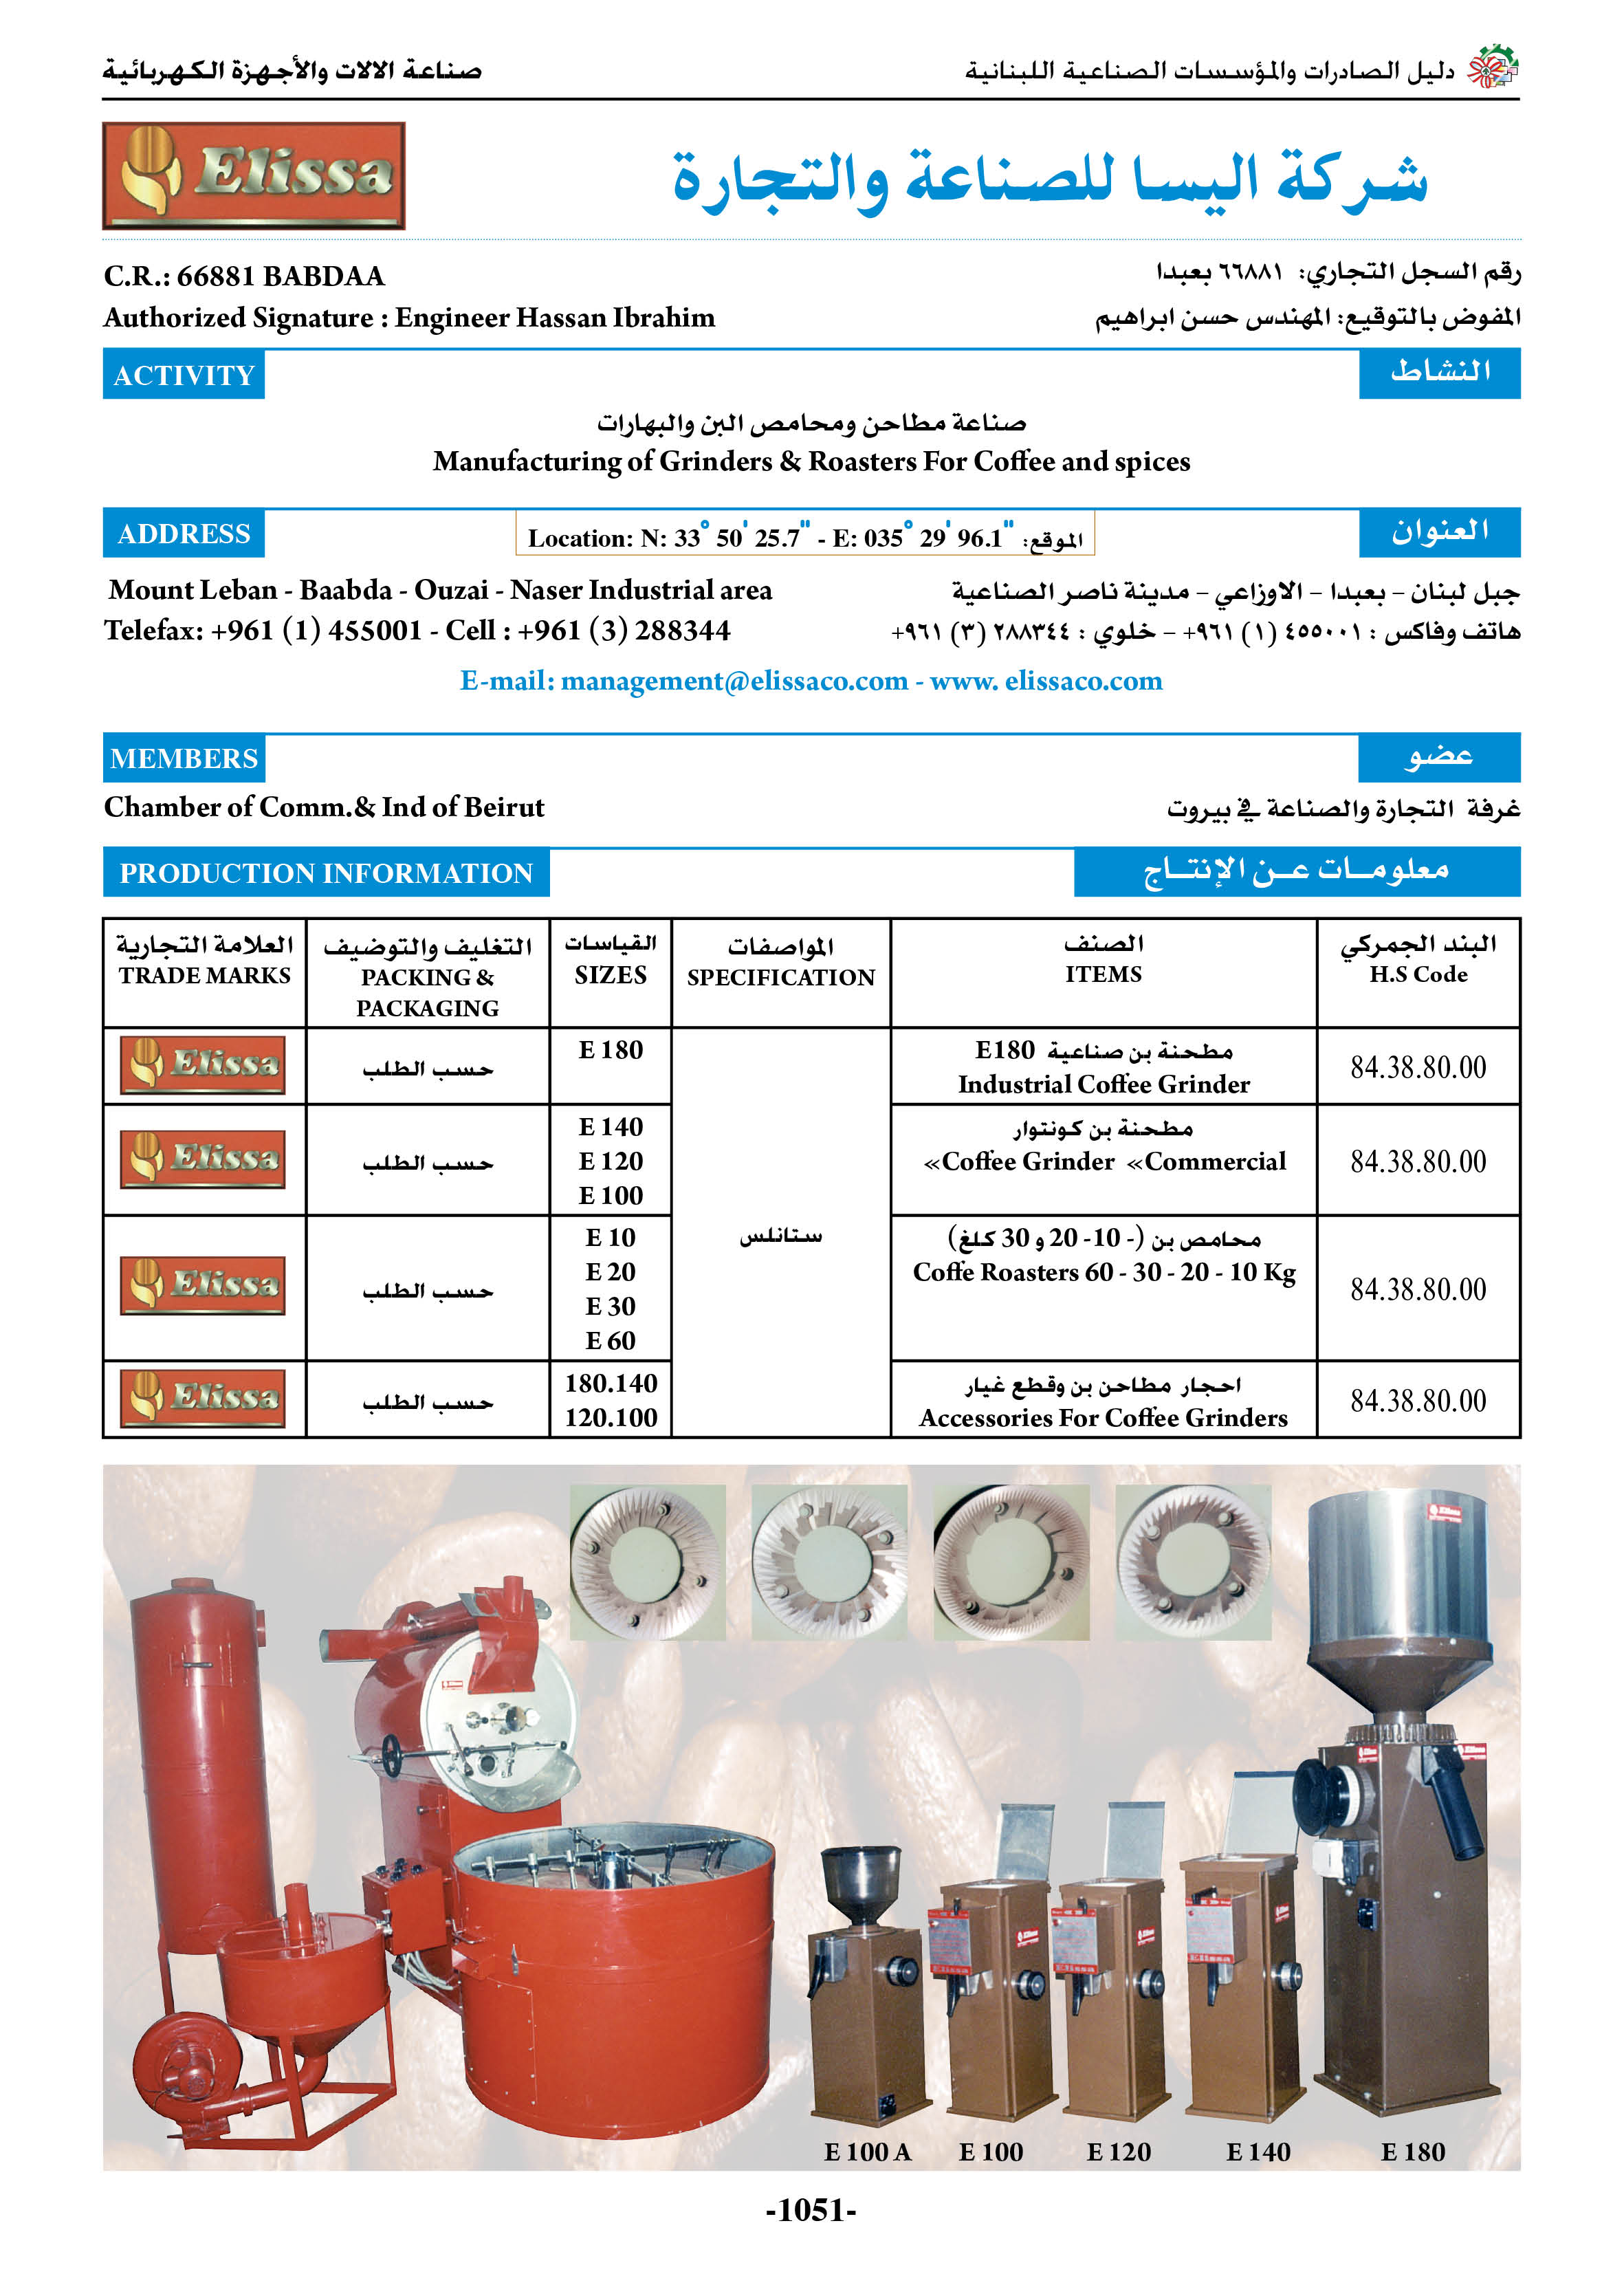 دليل الصادرات والمؤسسات الصناعية اللبنانية
صناعة الالات والأجهزة الكهربائية
Elissa
شركة اليسا للصناعة والتجارة
C.R.: 66881 BABDAA
رقم السجل التجاري: ٦٦٨٨١ بعبدا
Authorized Signature : Engineer Hassan Ibrahim
المفوض بالتوقيع: المهندس حسن ابراهيم
ACTIVITY
النشاط
صناعة مطاحن ومحامص البن والبهارات
Manufacturing of Grinders & Roasters For Coffee and spices
ADDRESS
Location: N: 33° 50' 25.7" - E: 035° 29' 96.1" الموقع:
العنوان
Mount Leban - Baabda - Ouzai - Naser Industrial area
جبل لبنان - بعبدا - الاوزاعي - مدينة ناصر الصناعية
Telefax: +961 (1) 455001 - Cell : +961 (3) 288344
هاتف وفاكس : ٤٥٥٠٠١ (١) ٩٦١+ - خلوي : ٢٨٨٣٤٤ (٣) ٩٦١+
E-mail: management@elissaco.com - www. elissaco.com
MEMBERS
عضو
Chamber of Comm.& Ind of Beirut
غرفة التجارة والصناعة في بيروت
PRODUCTION INFORMATION
معلومات عن الإنتاج
العلامة التجارية
TRADE MARKS
التغليف والتوضيف
PACKING &
PACKAGING
القياسات
SIZES
المواصفات
SPECIFICATION
الصنف
ITEMS
البند الجمركي
H.S Code
Elissa
حسب الطلب
E 180
مطحنة بن صناعية E180
Industrial Coffee Grinder
84.38.80.00
Elissa
حسب الطلب
E 140
E 120
E 100
مطحنة بن كونتوار
«Coffee Grinder «Commercial
84.38.80.00
ستانلس
Elissa
حسب الطلب
E 10
E 20
E 30
E 60
محامص بن (- 10- 20 و 30 كلغ)
Coffe Roasters 60 - 30 - 20 - 10 Kg
84.38.80.00
Elissa
حسب الطلب
180.140
120.100
احجار مطاحن بن وقطع غيار
Accessories For Coffee Grinders
84.38.80.00
E 100 A
E 100
E 120
E 140
E 180
-1051-